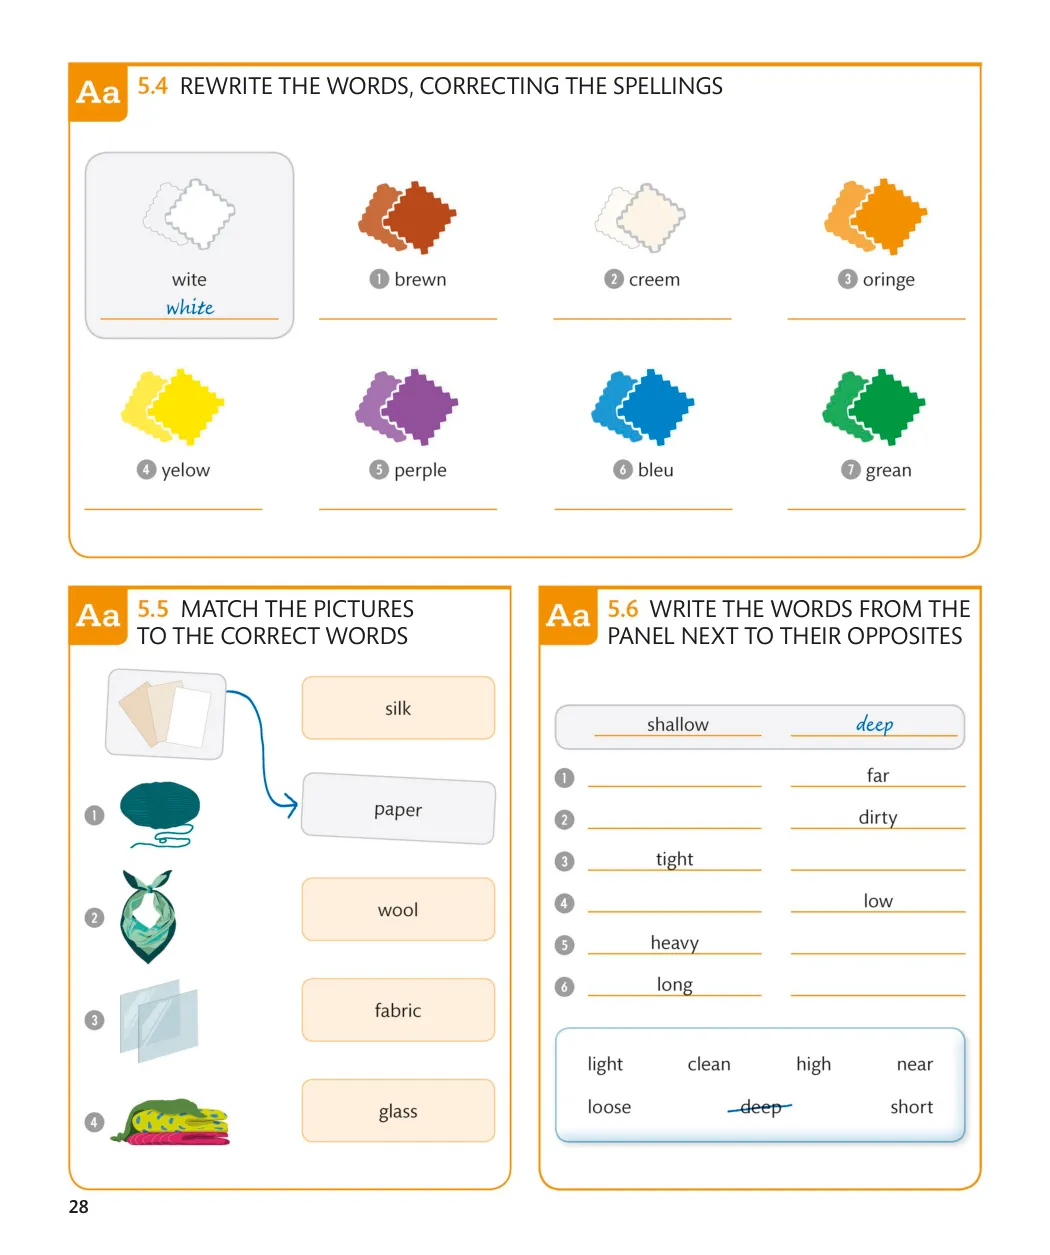 Aa 5.4 REWRITE THE WORDS, CORRECTING THE SPELLINGS
wite
1 brewn
2 creem
3 oringe
white
4 yelow
5 perple
6 bleu
7 grean
Aa 5.5 MATCH THE PICTURES
TO THE CORRECT WORDS
silk
paper
1
wool
2
fabric
3
glass
4
Aa 5.6 WRITE THE WORDS FROM THE
PANEL NEXT TO THEIR OPPOSITES
shallow deep
1 far
2 dirty
3 tight
4 low
5 heavy
6 long
light clean high near
loose deep short
28